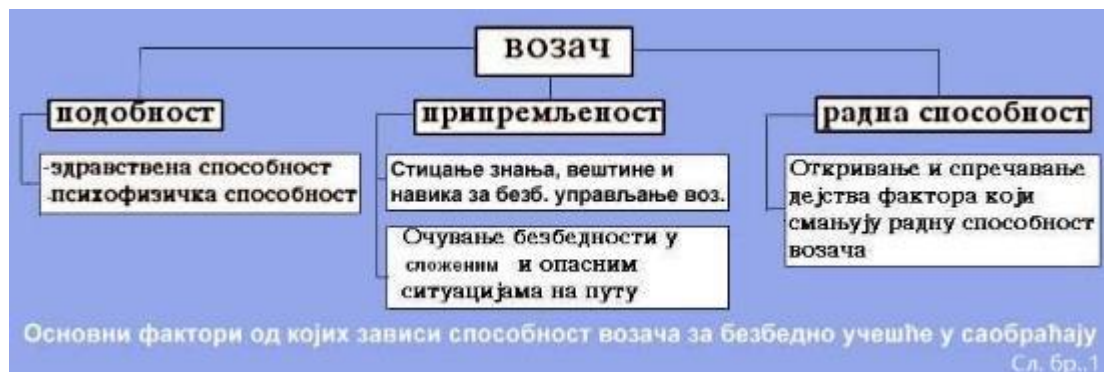 возач
подобност
-здравствена способност
-психофизичка способност
припремљеност
Стицање знања, вештине и
навика за безб. управљање воз.
Очување безбедности у
сложеним и опасним
ситуацијама на путу
радна способност
Откривање и спречавање
дејства фактора који
смањују радну способност
возача
Основни фактори од којих зависи способност возача за безбедно учешће у саобраћају
Сл. бр..1